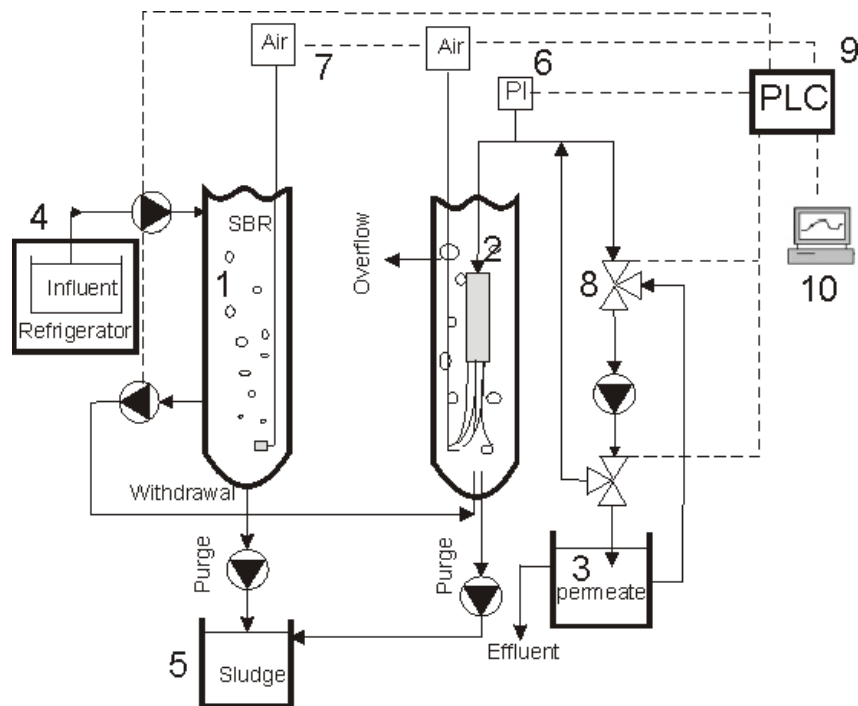 Air
7
Air
6
9
PI
PLC
4
SBR
2
Overflow
1
Influent
8
10
Refrigerator
Withdrawal
Purge
Purge
3
permeate
5
Sludge
Effluent